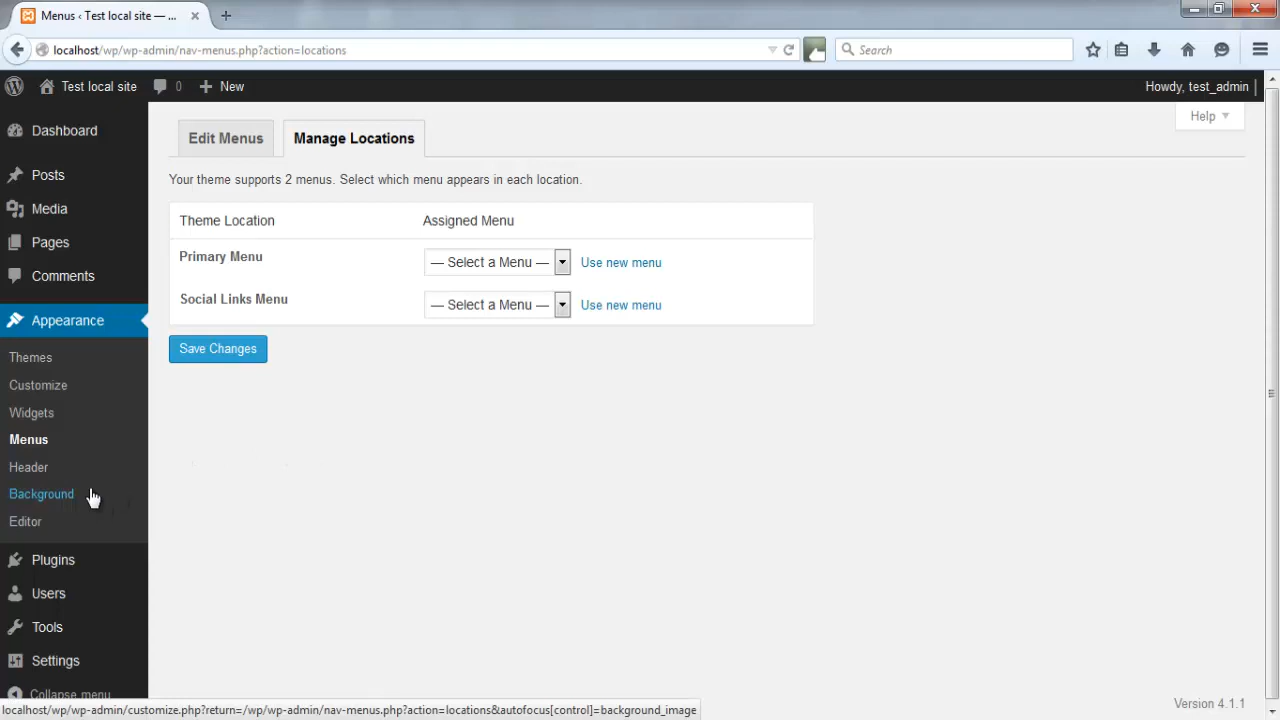 Menus ‹ Test local site — ...
localhost/wp/wp-admin/nav-menus.php?action=locations
Search
Test local site
0
New
Howdy, test_admin
Dashboard
Posts
Media
Pages
Comments
Appearance
Themes
Customize
Widgets
Menus
Header
Background
Editor
Plugins
Users
Tools
Settings
Collapse menu
Help
Edit Menus
Manage Locations
Your theme supports 2 menus. Select which menu appears in each location.
Theme Location Assigned Menu
Primary Menu — Select a Menu — Use new menu
Social Links Menu — Select a Menu — Use new menu
Save Changes
Version 4.1.1
localhost/wp/wp-admin/customize.php?return=/wp/wp-admin/nav-menus.php?action=locations&autofocus[control]=background_image